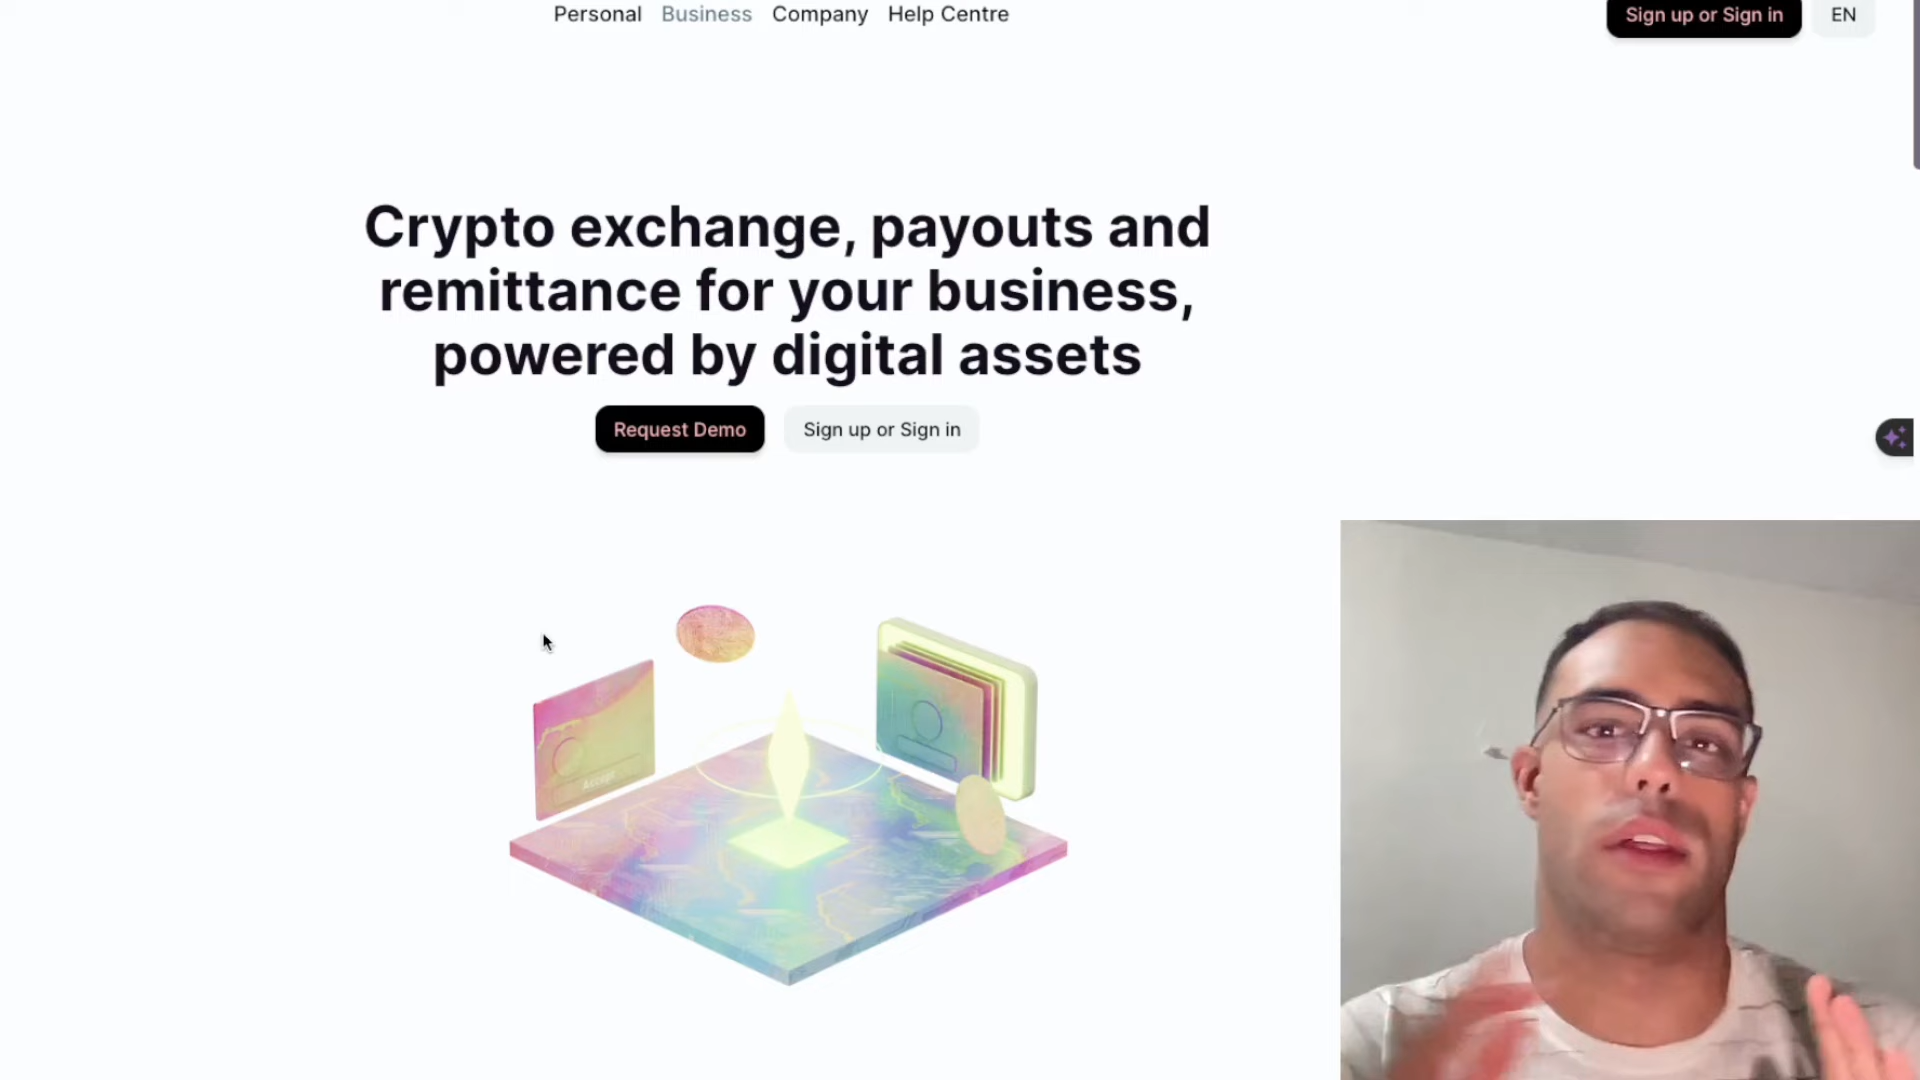 Personal Business Company Help Centre
Sign up or Sign in EN
Crypto exchange, payouts and
remittance for your business,
powered by digital assets
Request Demo Sign up or Sign in
Accept